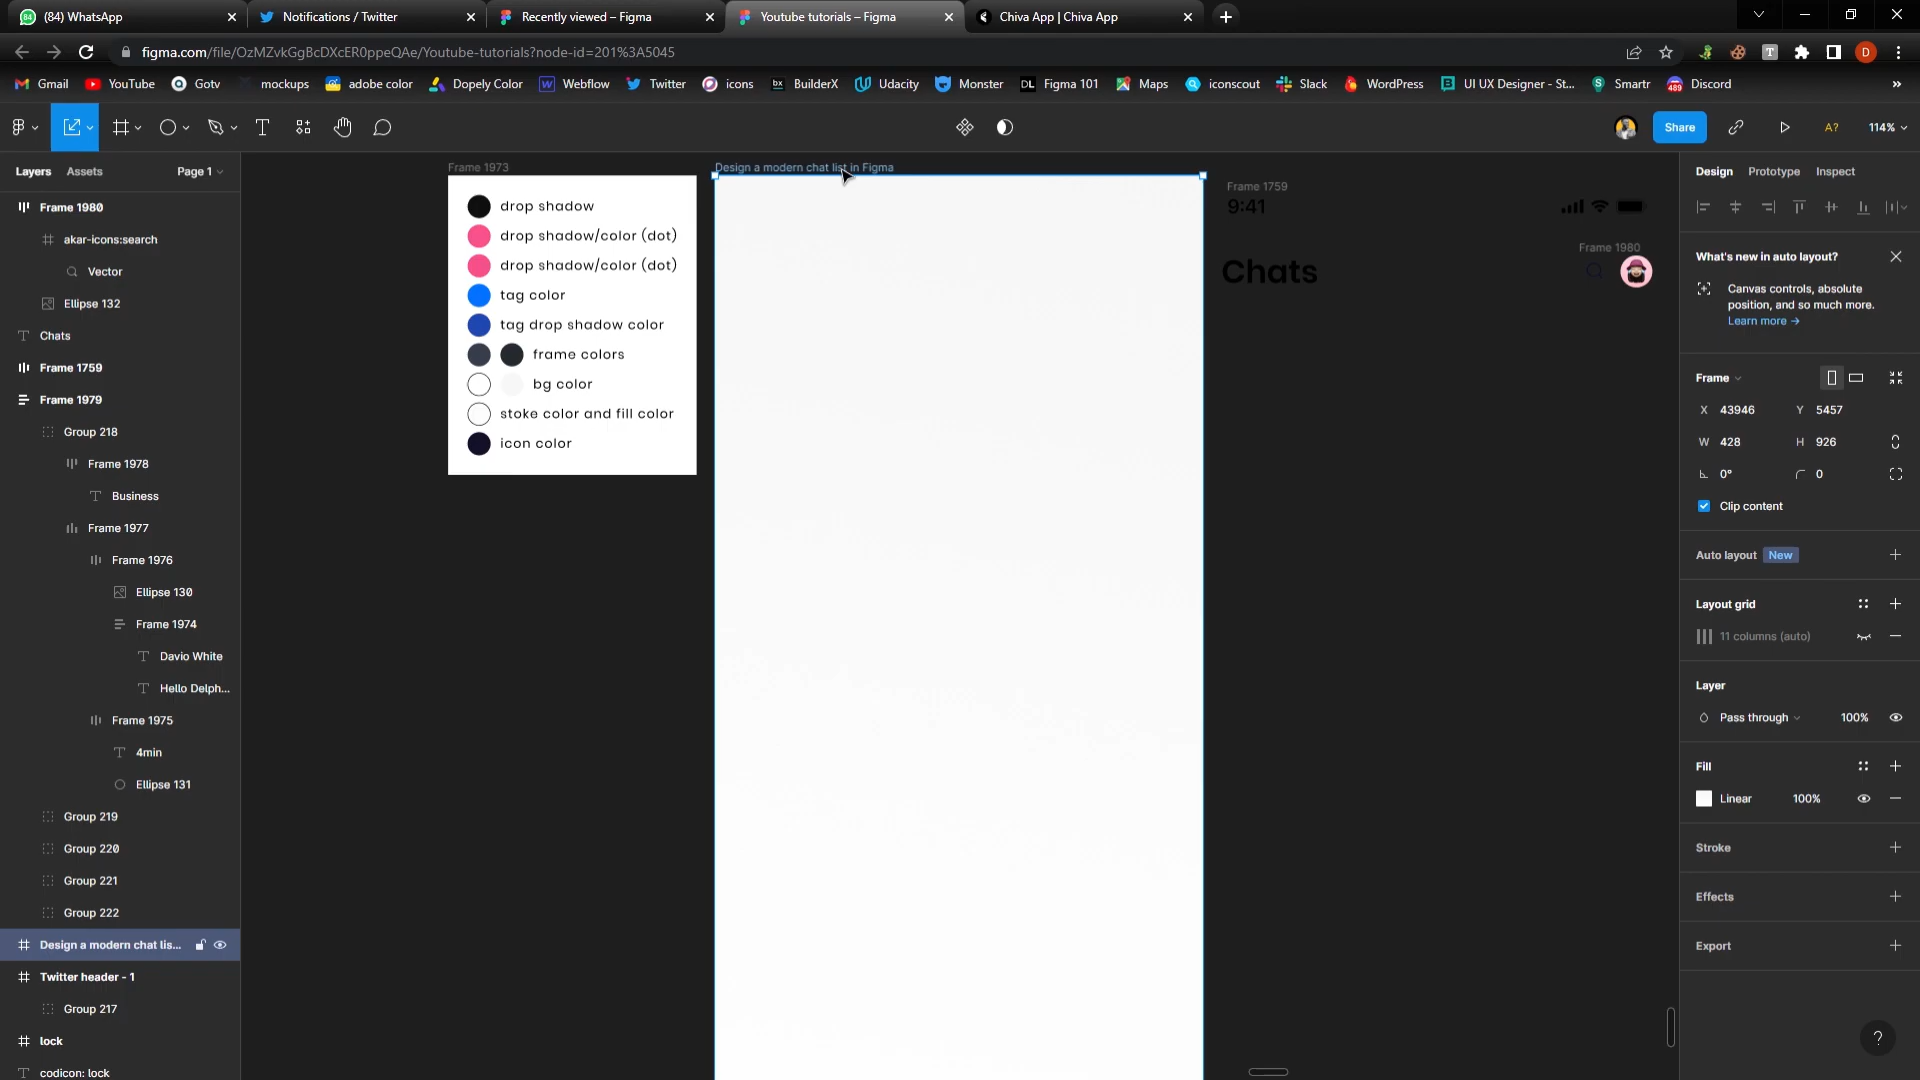 (84) WhatsApp
Notifications / Twitter
Recently viewed – Figma
Youtube tutorials – Figma
Chiva App | Chiva App
figma.com/file/OzMZvkGgBcDXcER0ppeQAe/Youtube-tutorials?node-id=201%3A5045
D
Gmail
YouTube
Gotv
mockups
adobe color
Dopely Color
Webflow
Twitter
icons
BuilderX
Udacity
Monster
DL Figma 101
Maps
iconscout
Slack
WordPress
UI UX Designer - St...
Smartr
Discord
Share
A?
114%
Layers
Assets
Page 1
Frame 1980
akar-icons:search
Vector
Ellipse 132
Chats
Frame 1759
Frame 1979
Group 218
Frame 1978
Business
Frame 1977
Frame 1976
Ellipse 130
Frame 1974
Davio White
Hello Delph...
Frame 1975
4min
Ellipse 131
Group 219
Group 220
Group 221
Group 222
Design a modern chat lis...
Twitter header - 1
Group 217
lock
codicon: lock
Frame 1973
drop shadow
drop shadow/color (dot)
drop shadow/color (dot)
tag color
tag drop shadow color
frame colors
bg color
stoke color and fill color
icon color
Design a modern chat list in Figma
Frame 1759
9:41
Frame 1980
Chats
Design
Prototype
Inspect
What's new in auto layout?
Canvas controls, absolute
position, and so much more.
Learn more →
Frame
X 43946
Y 5457
W 428
H 926
0°
0
Clip content
Auto layout New
Layout grid
11 columns (auto)
Layer
Pass through
100%
Fill
Linear
100%
Stroke
Effects
Export
?